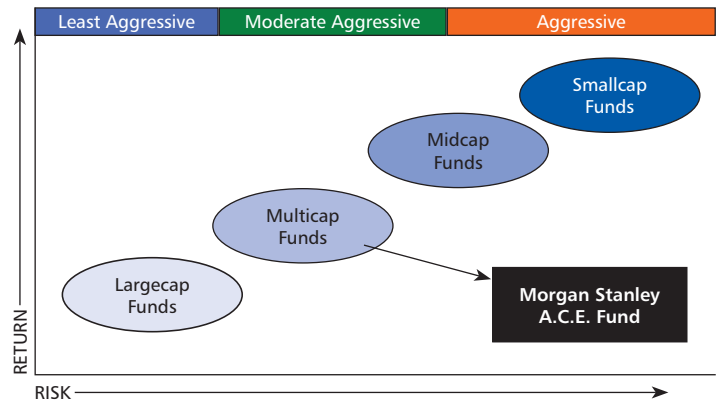 Least Aggressive
Moderate Aggressive
Aggressive
Smallcap
Funds
Midcap
Funds
Multicap
Funds
Largecap
Funds
Morgan Stanley
A.C.E. Fund
RETURN
RISK